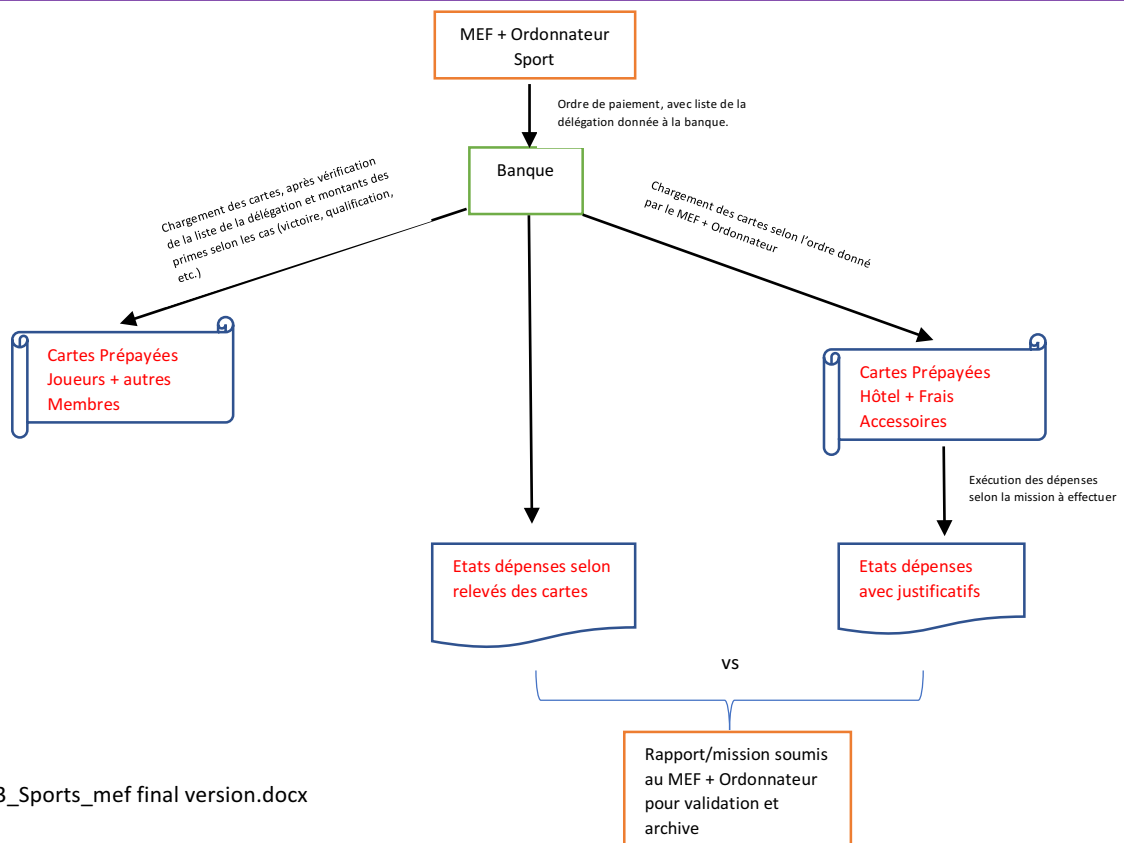 MEF + Ordonnateur
Sport
Ordre de paiement, avec liste de la
délégation donnée à la banque.
Banque
Chargement des cartes, après vérification
de la liste de la délégation et montants des
primes selon les cas (victoire, qualification,
etc.)
Chargement des cartes selon l'ordre donné
par le MEF + Ordonnateur
Cartes Prépayées
Joueurs + autres
Membres
Cartes Prépayées
Hôtel + Frais
Accessoires
Exécution des dépenses
selon la mission à effectuer
Etats dépenses selon
relevés des cartes
Etats dépenses
avec justificatifs
vs
Rapport/mission soumis
au MEF + Ordonnateur
pour validation et
archive
_Sports_mef final version.docx